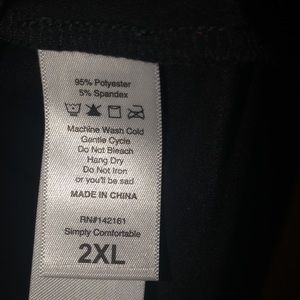 95% Polyester
5% Spandex
Machine Wash Cold
Gentle Cycle
Do Not Bleach
Hang Dry
Do Not Iron
or you'll be sad
MADE IN CHINA
RN#142161
Simply Comfortable
2XL